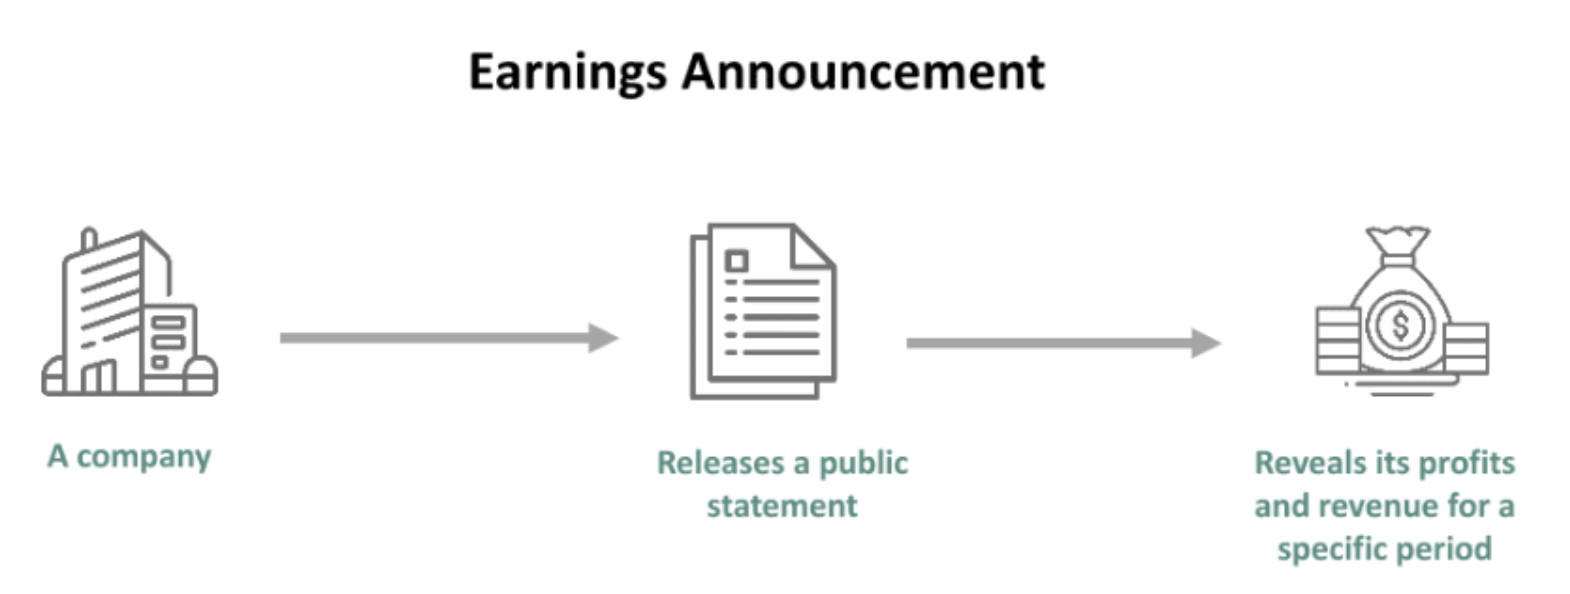 Earnings Announcement
$
A company
Releases a public
statement
Reveals its profits
and revenue for a
specific period